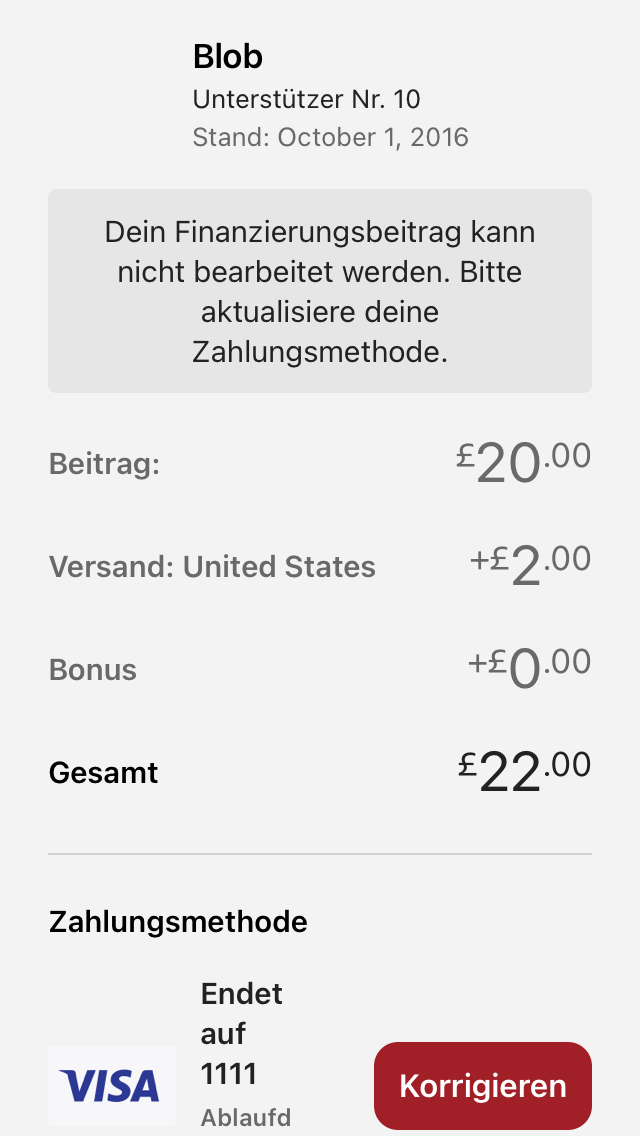 Blob
Unterstützer Nr. 10
Stand: October 1, 2016
Dein Finanzierungsbeitrag kann
nicht bearbeitet werden. Bitte
aktualisiere deine
Zahlungsmethode.
Beitrag: £20.00
Versand: United States +£2.00
Bonus +£0.00
Gesamt £22.00
Zahlungsmethode
Endet
auf
1111
VISA
Korrigieren
Ablaufd